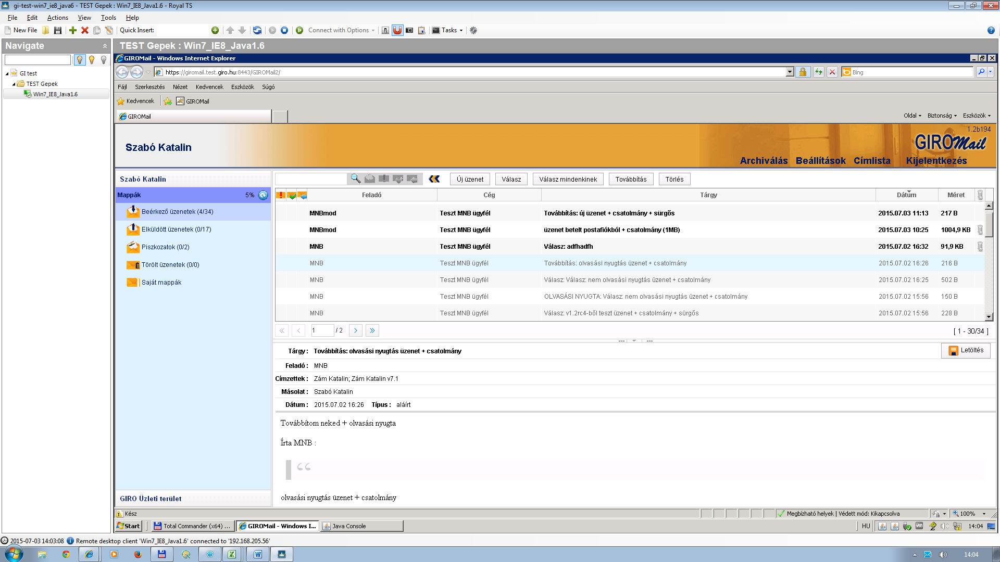 gi-test-win7_ie8_java6 - TEST Gepek : Win7_IE8_Java1.6 - Royal TS
File Edit Actions View Tools Help
New File Quick Insert: Connect with Options Tasks
Navigate
TEST Gepek : Win7_IE8_Java1.6
GI test
TEST Gepek
Win7_IE8_Java1.6
GIROMail - Windows Internet Explorer
https://giromail.test.giro.hu:8443/GIROMail2/
Bing
Fájl Szerkesztés Nézet Kedvencek Eszközök Súgó
Kedvencek GIROMail
GIROMail
Oldal Biztonság Eszközök
1.2b194
Szabó Katalin
GIROMail
Archiválás Beállítások Címlista Kijelentkezés
Szabó Katalin
Mappák 5%
Beérkező üzenetek (4/34)
Elküldött üzenetek (0/17)
Piszkozatok (0/2)
Törölt üzenetek (0/0)
Saját mappák
GIRO Üzleti terület
Új üzenet Válasz Válasz mindenkinek Továbbítás Törlés
Feladó Cég Tárgy Dátum Méret
MNBmod Teszt MNB ügyfél Továbbítás: új üzenet + csatolmány + sürgős 2015.07.03 11:13 217 B
MNBmod Teszt MNB ügyfél üzenet betelt postafiókból + csatolmány (1MB) 2015.07.03 10:25 1004,9 KB
MNB Teszt MNB ügyfél Válasz: adfhadfh 2015.07.02 16:32 91,9 KB
MNB Teszt MNB ügyfél Továbbítás: olvasási nyugtás üzenet + csatolmány 2015.07.02 16:26 216 B
MNB Teszt MNB ügyfél Válasz: Válasz: nem olvasási nyugtás üzenet + csatolmány 2015.07.02 16:25 502 B
MNB Teszt MNB ügyfél OLVASÁSI NYUGTA: Válasz: nem olvasási nyugtás üzenet + csatolmány 2015.07.02 15:56 150 B
MNB Teszt MNB ügyfél Válasz: v1.2rc4-ből teszt üzenet + csatolmány + sürgős 2015.07.02 15:56 228 B
1 / 2 [ 1 - 30/34 ]
Tárgy : Továbbítás: olvasási nyugtás üzenet + csatolmány
Letöltés
Feladó : MNB
Címzettek : Zám Katalin; Zám Katalin v7.1
Másolat : Szabó Katalin
Dátum : 2015.07.02 16:26 Típus : aláírt
Továbbítom neked + olvasási nyugta
Írta MNB :
“
olvasási nyugtás üzenet + csatolmány
Kész
Megbízható helyek | Védett mód: Kikapcsolva 100%
Start Total Commander (x64) ... GIROMail - Windows I... Java Console HU 14:04
2015-07-03 14:03:08 Remote desktop client 'Win7_IE8_Java1.6' connected to '192.168.205.56'
14:04